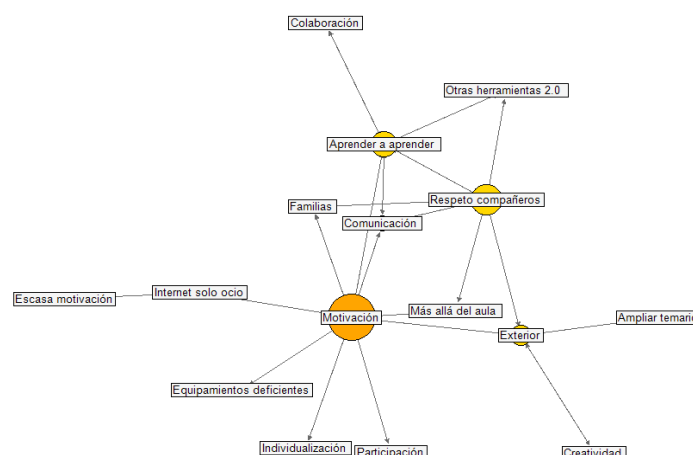 Colaboración
Otras herramientas 2.0
Aprender a aprender
Respeto compañeros
Familias
Comunicación
Internet solo ocio
Escasa motivación
Más allá del aula
Motivación
Ampliar temario
Exterior
Equipamientos deficientes
Individualización
Participación
Creatividad